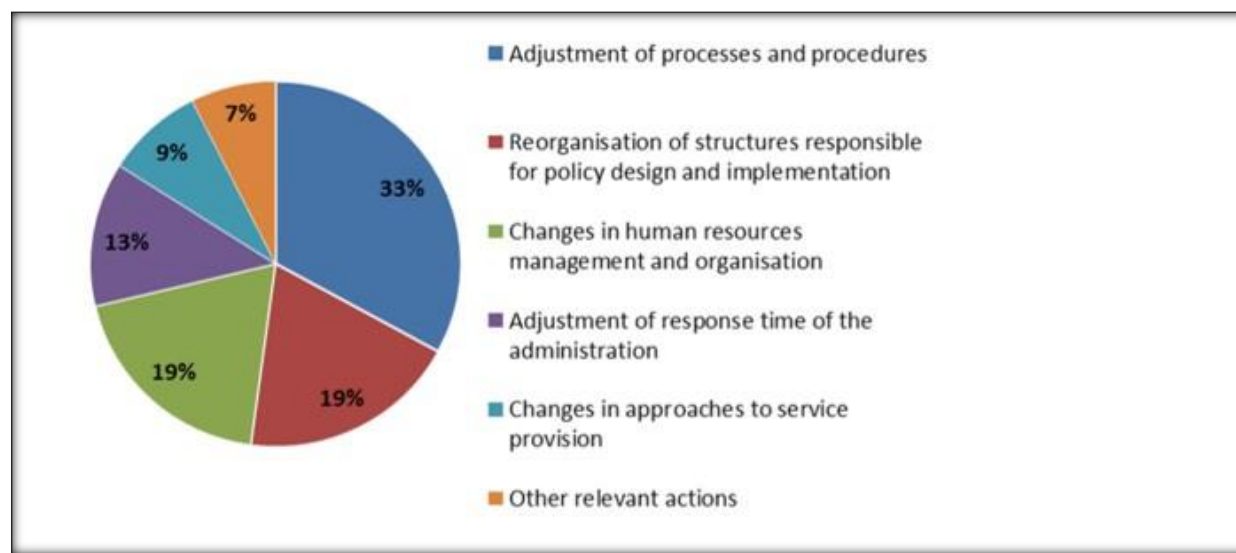 Adjustment of processes and procedures
Reorganisation of structures responsible
for policy design and implementation
Changes in human resources
management and organisation
Adjustment of response time of the
administration
Changes in approaches to service
provision
Other relevant actions
7%
9%
33%
13%
19%
19%